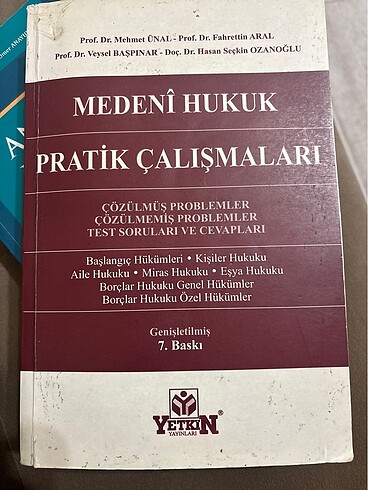 Prof. Dr. Mehmet ÜNAL - Prof. Dr. Fahrettin ARAL
Prof. Dr. Veysel BAŞPINAR - Doç. Dr. Hasan Seçkin OZANOĞLU
MEDENÎ HUKUK
PRATİK ÇALIŞMALARI
ÇÖZÜLMÜŞ PROBLEMLER
ÇÖZÜLMEMİŞ PROBLEMLER
TEST SORULARI VE CEVAPLARI
Başlangıç Hükümleri • Kişiler Hukuku
Aile Hukuku • Miras Hukuku • Eşya Hukuku
Borçlar Hukuku Genel Hükümler
Borçlar Hukuku Özel Hükümler
Genişletilmiş
7. Baskı
YETKİN®
YAYINLARI